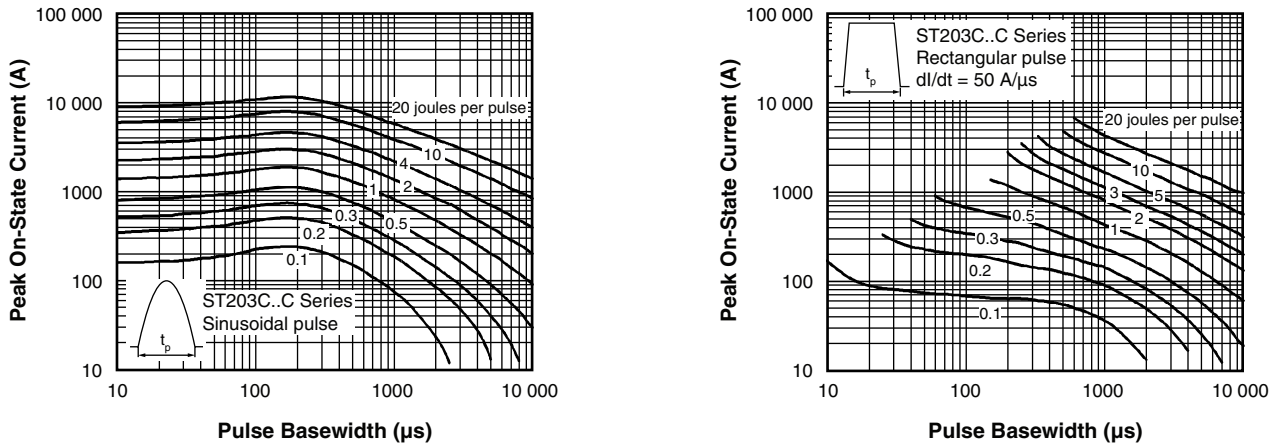 Peak On-State Current (A)
100 000
10 000
1000
100
10
20 joules per pulse
10
4
2
1
0.5
0.3
0.2
0.1
ST203C..C Series
Sinusoidal pulse
tp
10
100
1000
10 000
Pulse Basewidth (µs)
Peak On-State Current (A)
100 000
10 000
1000
100
10
tp
ST203C..C Series
Rectangular pulse
dI/dt = 50 A/µs
20 joules per pulse
10
5
3
2
1
0.5
0.3
0.2
0.1
10
100
1000
10 000
Pulse Basewidth (µs)